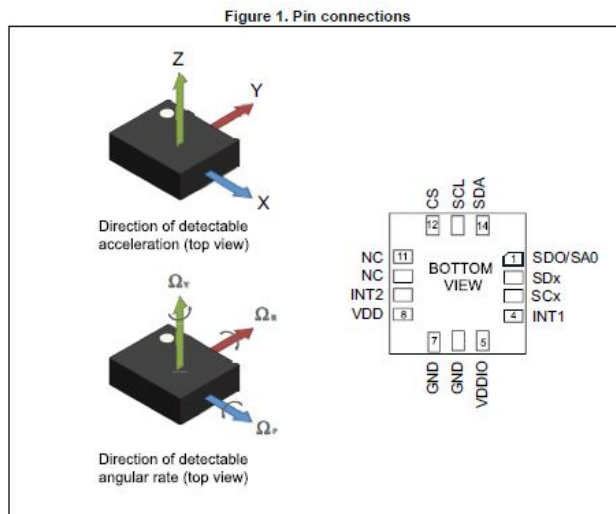 Figure 1. Pin connections
Z
Y
X
Direction of detectable
acceleration (top view)
ΩY
ΩR
ΩP
Direction of detectable
angular rate (top view)
CS
SCL
SDA
12
14
NC
11
1
SDO/SA0
NC
BOTTOM
VIEW
SDx
INT2
SCx
VDD
8
4
INT1
7
5
GND
GND
VDDIO